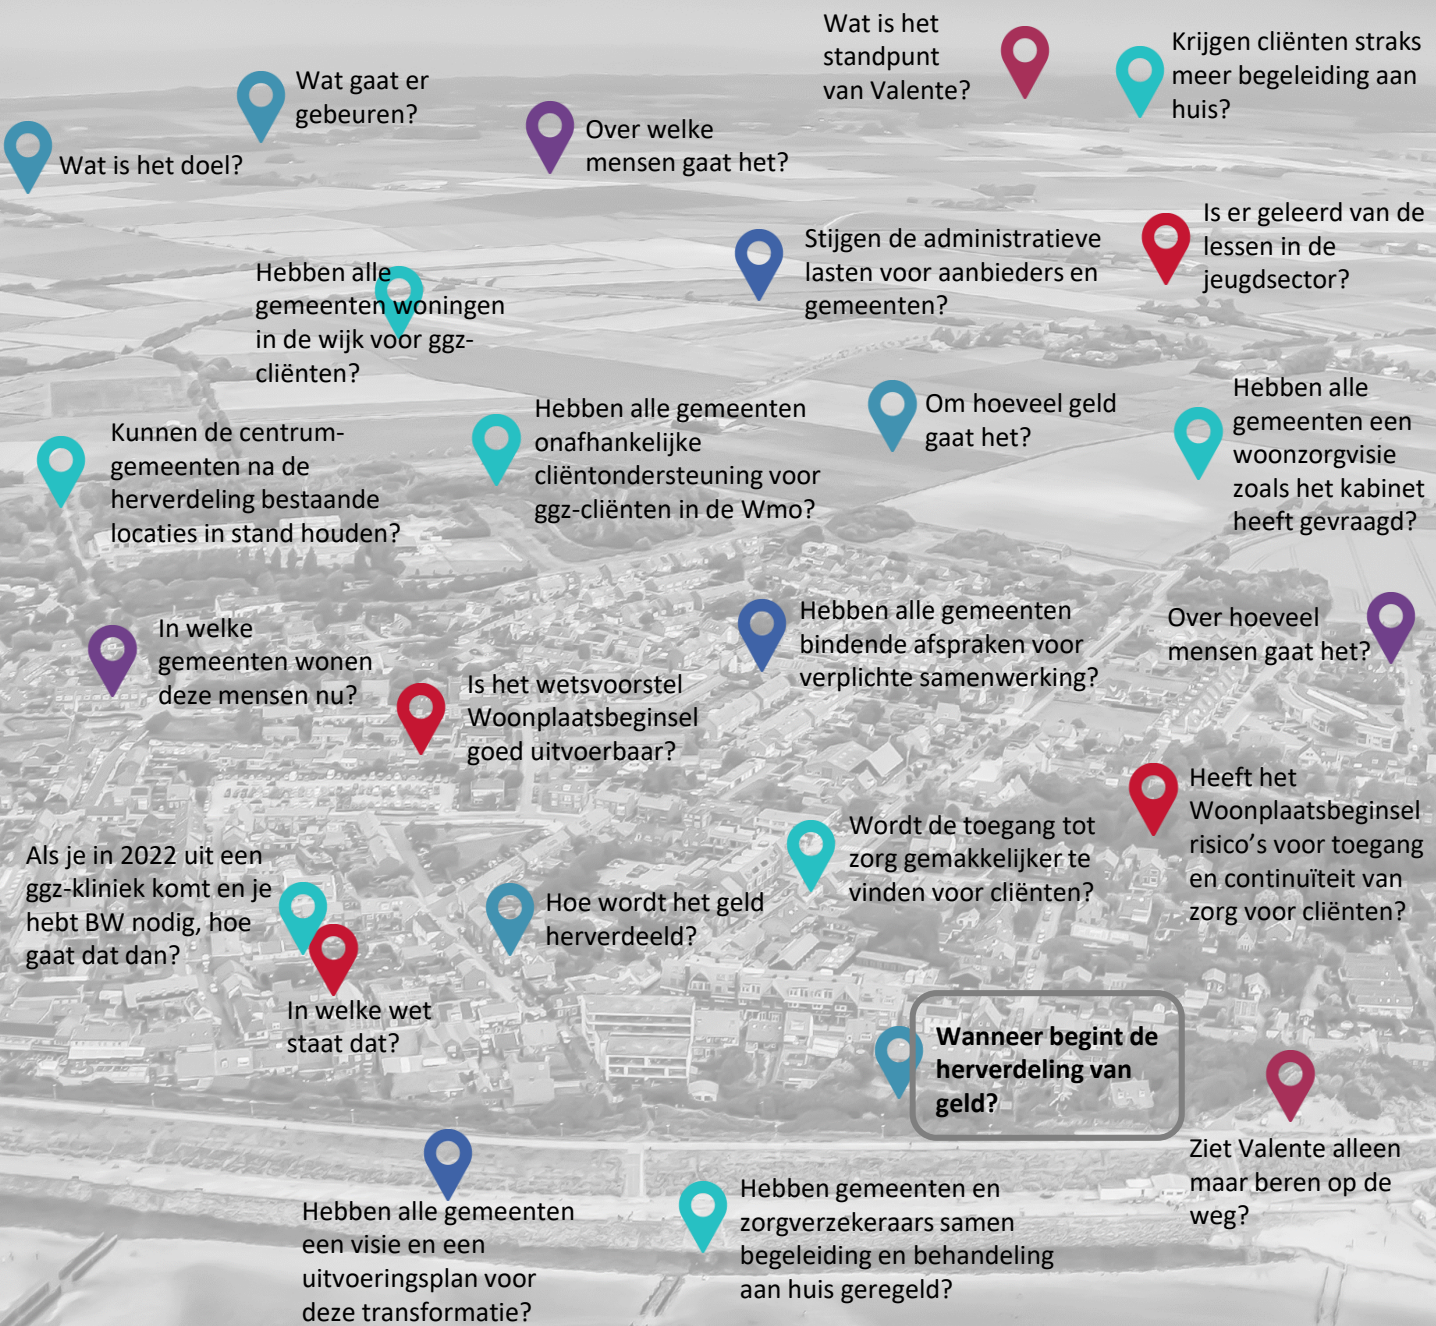 Wat is het
standpunt
van Valente?
Krijgen cliënten straks
meer begeleiding aan
huis?
Wat gaat er
gebeuren?
Over welke
mensen gaat het?
Wat is het doel?
Is er geleerd van de
lessen in de
jeugdsector?
Stijgen de administratieve
lasten voor aanbieders en
gemeenten?
Hebben alle
gemeenten woningen
in de wijk voor ggz-
cliënten?
Hebben alle
gemeenten een
woonzorgvisie
zoals het kabinet
heeft gevraagd?
Om hoeveel geld
gaat het?
Hebben alle gemeenten
onafhankelijke
cliëntondersteuning voor
ggz-cliënten in de Wmo?
Kunnen de centrum-
gemeenten na de
herverdeling bestaande
locaties in stand houden?
Hebben alle gemeenten
bindende afspraken voor
verplichte samenwerking?
Over hoeveel
mensen gaat het?
In welke
gemeenten wonen
deze mensen nu?
Is het wetsvoorstel
Woonplaatsbeginsel
goed uitvoerbaar?
Heeft het
Woonplaatsbeginsel
risico's voor toegang
en continuïteit van
zorg voor cliënten?
Wordt de toegang tot
zorg gemakkelijker te
vinden voor cliënten?
Als je in 2022 uit een
ggz-kliniek komt en je
hebt BW nodig, hoe
gaat dat dan?
Hoe wordt het geld
herverdeeld?
In welke wet
staat dat?
Wanneer begint de
herverdeling van
geld?
Ziet Valente alleen
maar beren op de
weg?
Hebben gemeenten en
zorgverzekeraars samen
begeleiding en behandeling
aan huis geregeld?
Hebben alle gemeenten
een visie en een
uitvoeringsplan voor
deze transformatie?